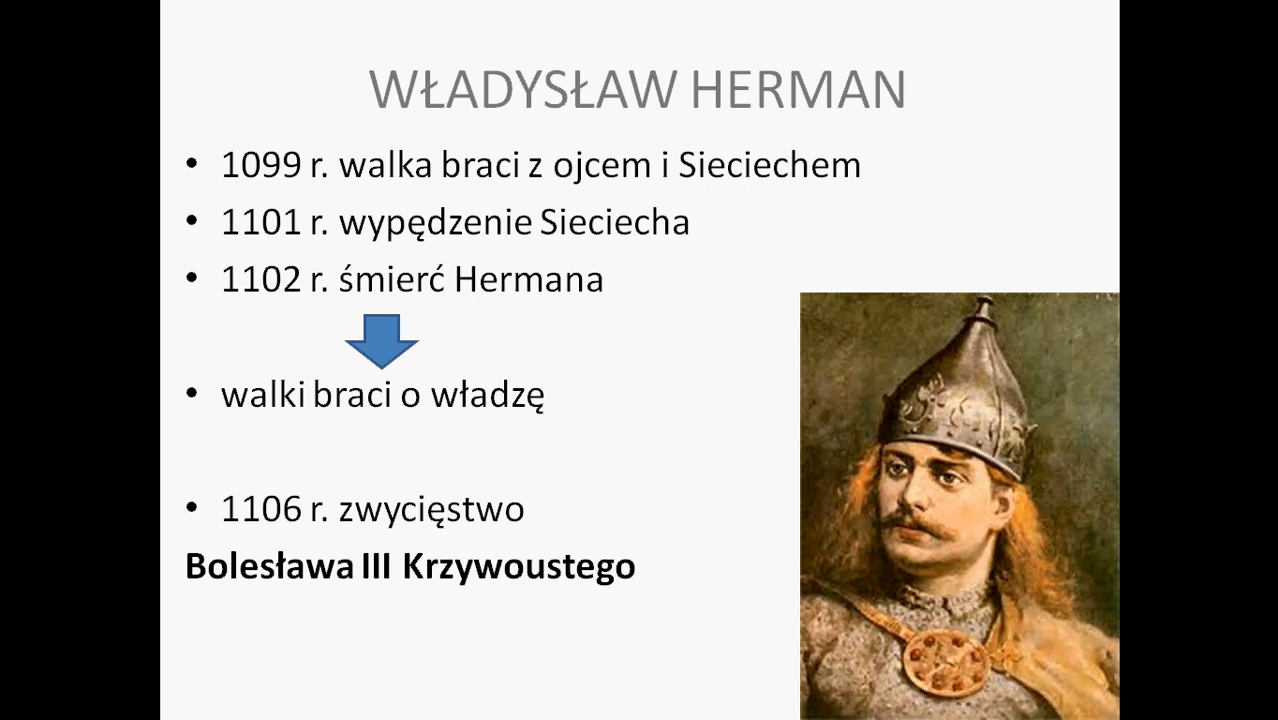 WŁADYSŁAW HERMAN
• 1099 r. walka braci z ojcem i Sieciechem
• 1101 r. wypędzenie Sieciecha
• 1102 r. śmierć Hermana
• walki braci o władzę
• 1106 r. zwycięstwo
Bolesława III Krzywoustego